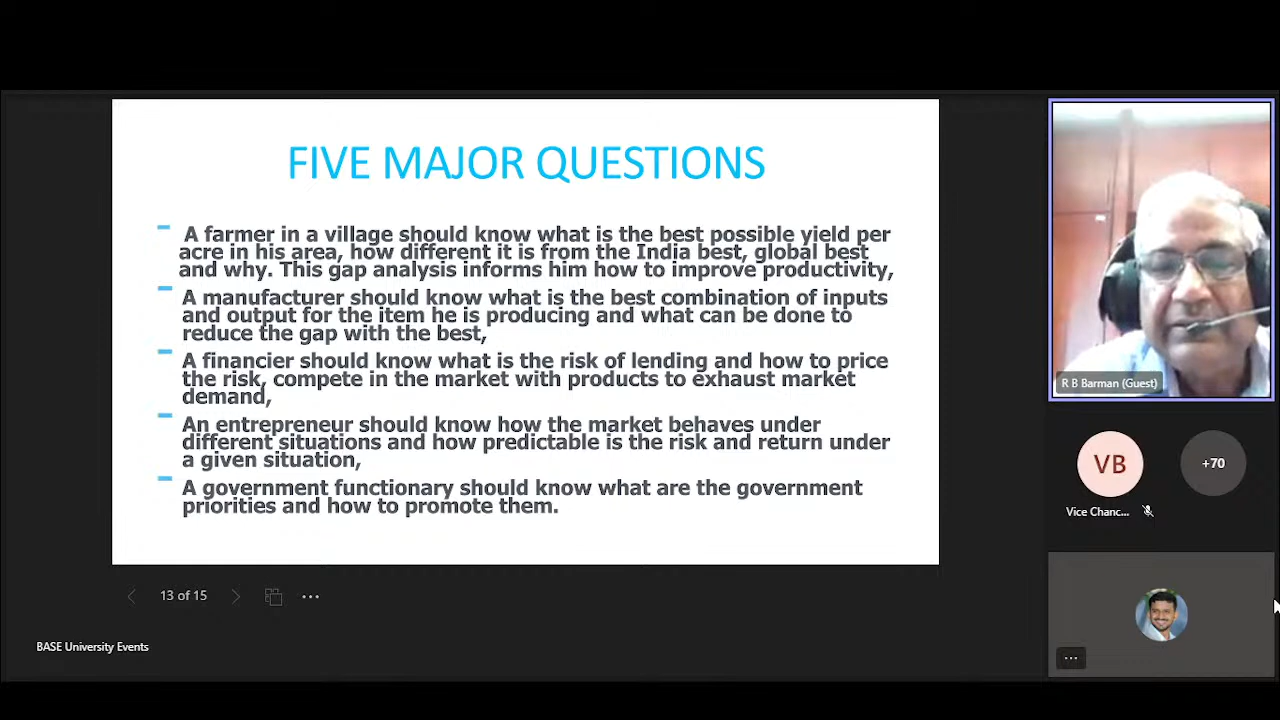 FIVE MAJOR QUESTIONS
A farmer in a village should know what is the best possible yield per
acre in his area, how different it is from the India best, global best
and why. This gap analysis informs him how to improve productivity,
A manufacturer should know what is the best combination of inputs
and output for the item he is producing and what can be done to
reduce the gap with the best,
A financier should know what is the risk of lending and how to price
the risk, compete in the market with products to exhaust market
demand,
An entrepreneur should know how the market behaves under
different situations and how predictable is the risk and return under
a given situation,
A government functionary should know what are the government
priorities and how to promote them.
13 of 15
BASE University Events
R B Barman (Guest)
VB
+70
Vice Chanc...